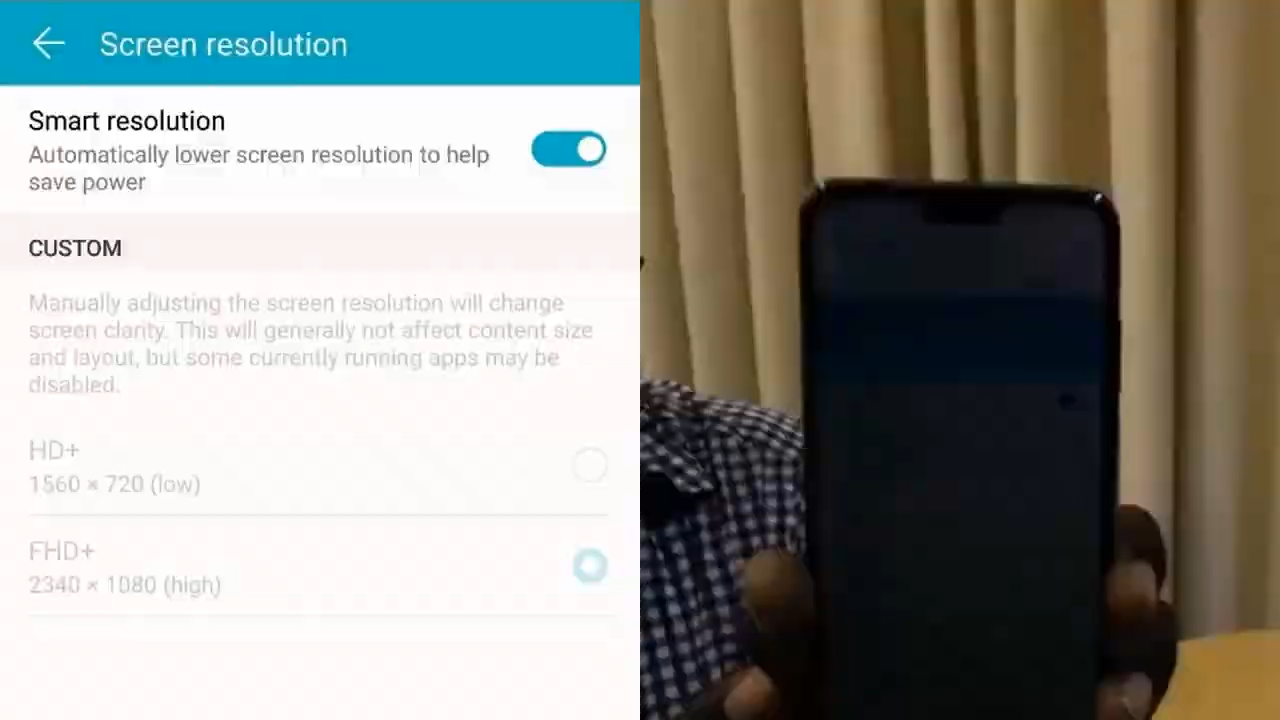 Screen resolution
Smart resolution
Automatically lower screen resolution to help
save power
CUSTOM
Manually adjusting the screen resolution will change
screen clarity. This will generally not affect content size
and layout, but some currently running apps may be
disabled.
HD+
1560 × 720 (low)
FHD+
2340 × 1080 (high)